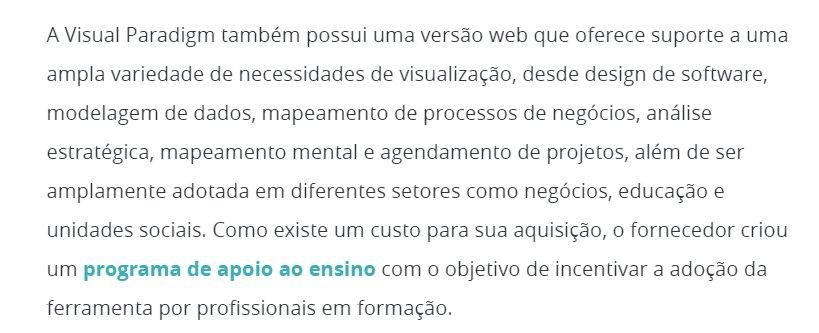 A Visual Paradigm também possui uma versão web que oferece suporte a uma
ampla variedade de necessidades de visualização, desde design de software,
modelagem de dados, mapeamento de processos de negócios, análise
estratégica, mapeamento mental e agendamento de projetos, além de ser
amplamente adotada em diferentes setores como negócios, educação e
unidades sociais. Como existe um custo para sua aquisição, o fornecedor criou
um programa de apoio ao ensino com o objetivo de incentivar a adoção da
ferramenta por profissionais em formação.